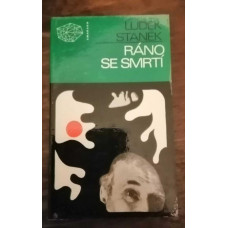 LUDĚK
STANĚK
RÁNO
SE SMRTÍ